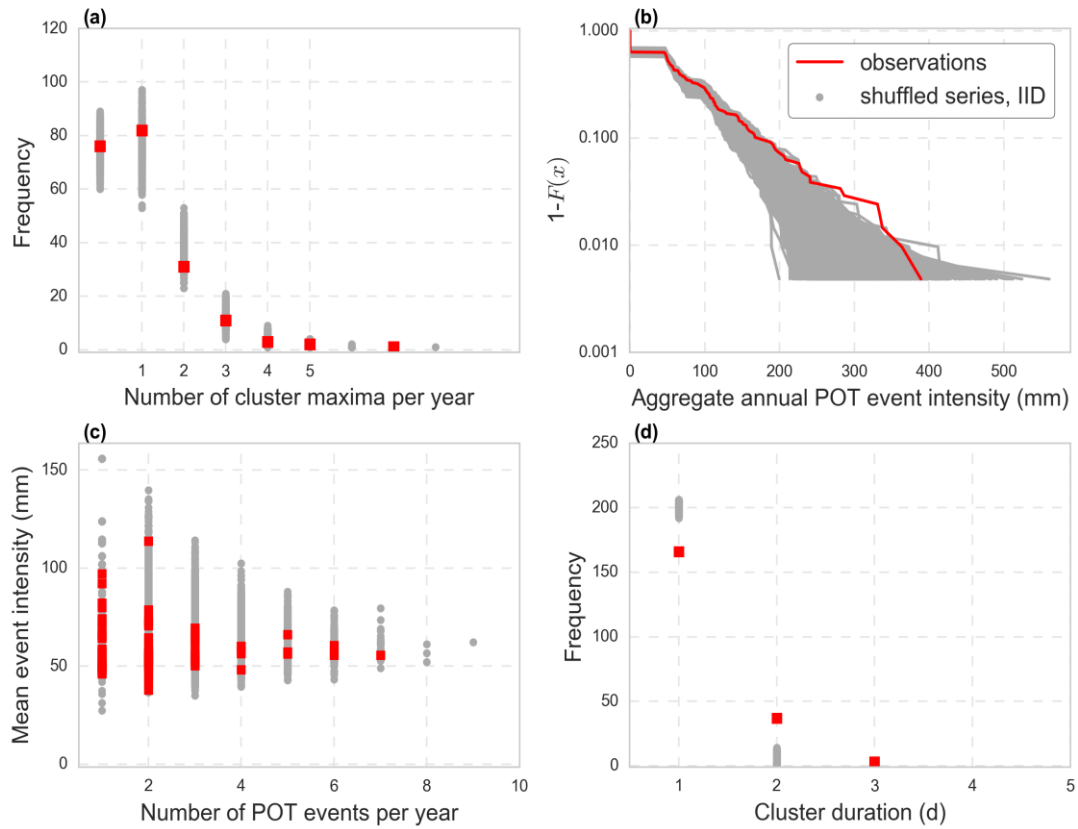 (a)
120
100
80
60
40
20
0
Frequency
1 2 3 4 5
Number of cluster maxima per year
(b)
1.000
0.100
0.010
0.001
1-F(x)
observations
shuffled series, IID
0 100 200 300 400 500
Aggregate annual POT event intensity (mm)
(c)
150
100
50
0
Mean event intensity (mm)
2 4 6 8 10
Number of POT events per year
(d)
250
200
150
100
50
0
Frequency
1 2 3 4 5
Cluster duration (d)